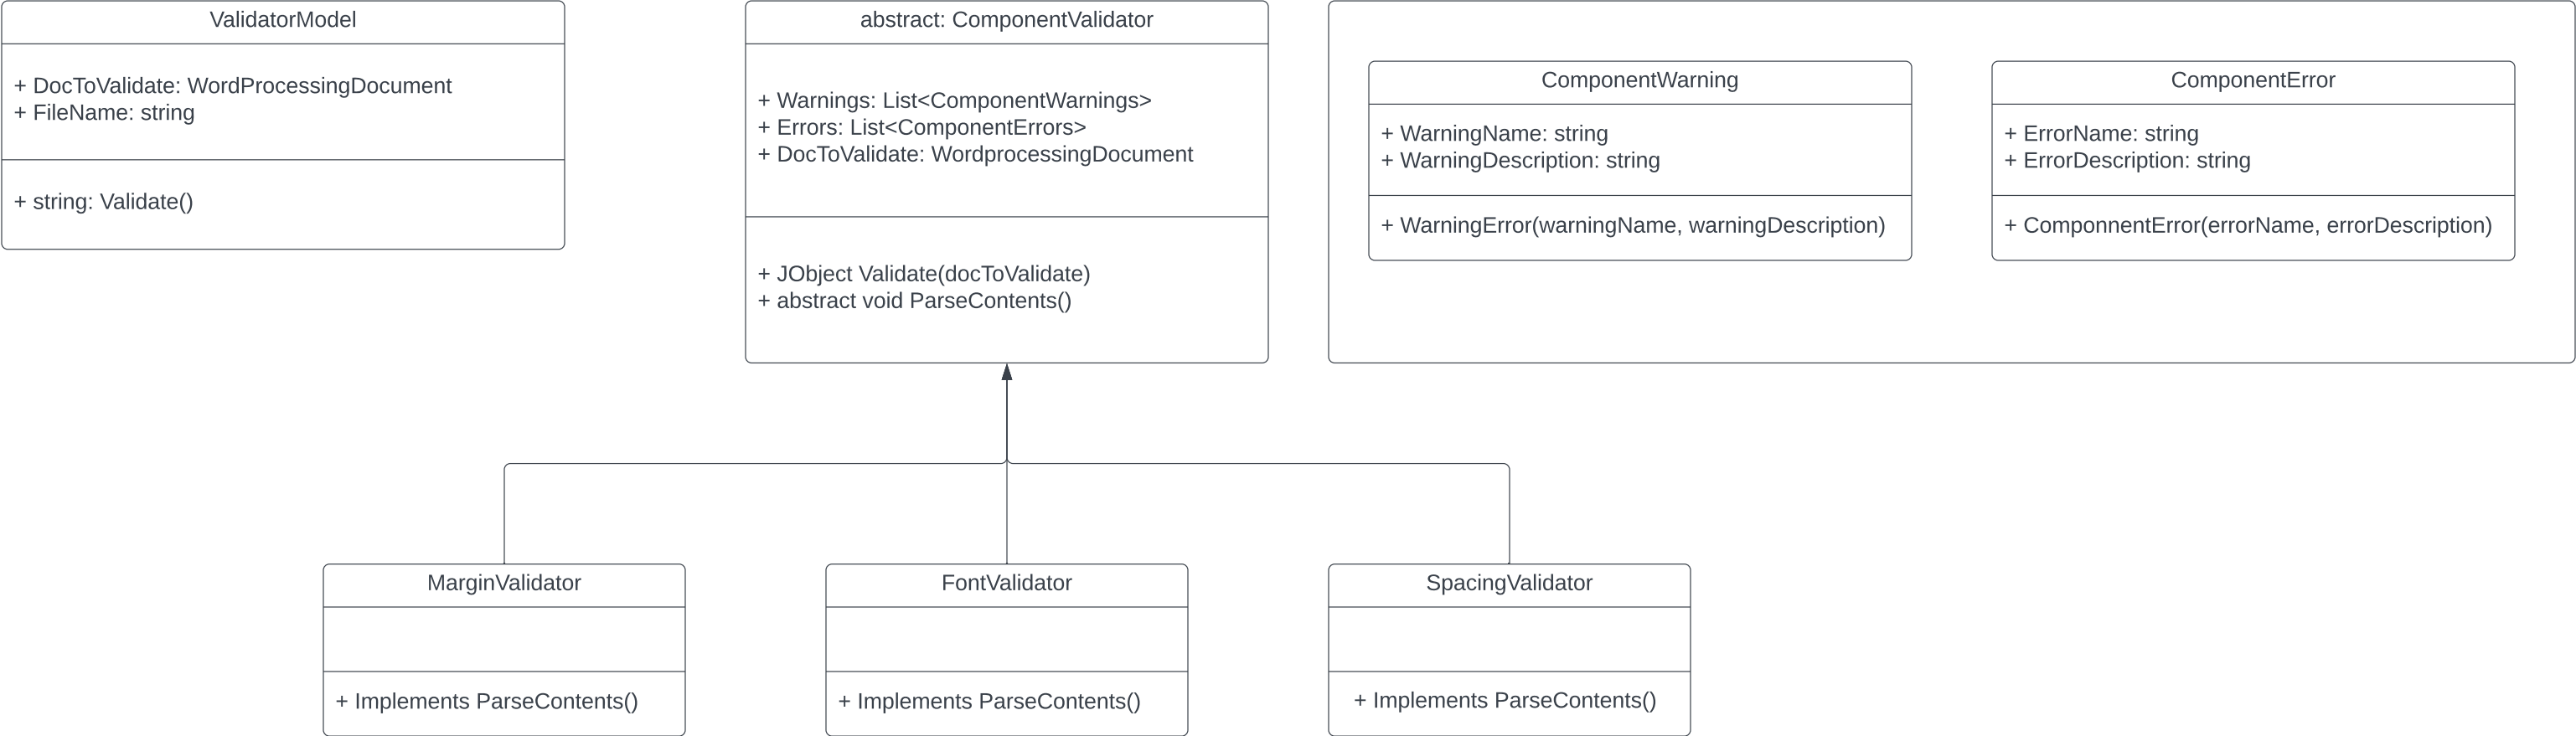 ValidatorModel
+ DocToValidate: WordProcessingDocument
+ FileName: string
+ string: Validate()
abstract: ComponentValidator
+ Warnings: List<ComponentWarnings>
+ Errors: List<ComponentErrors>
+ DocToValidate: WordprocessingDocument
+ JObject Validate(docToValidate)
+ abstract void ParseContents()
ComponentWarning
+ WarningName: string
+ WarningDescription: string
+ WarningError(warningName, warningDescription)
ComponentError
+ ErrorName: string
+ ErrorDescription: string
+ ComponnentError(errorName, errorDescription)
MarginValidator
+ Implements ParseContents()
FontValidator
+ Implements ParseContents()
SpacingValidator
+ Implements ParseContents()